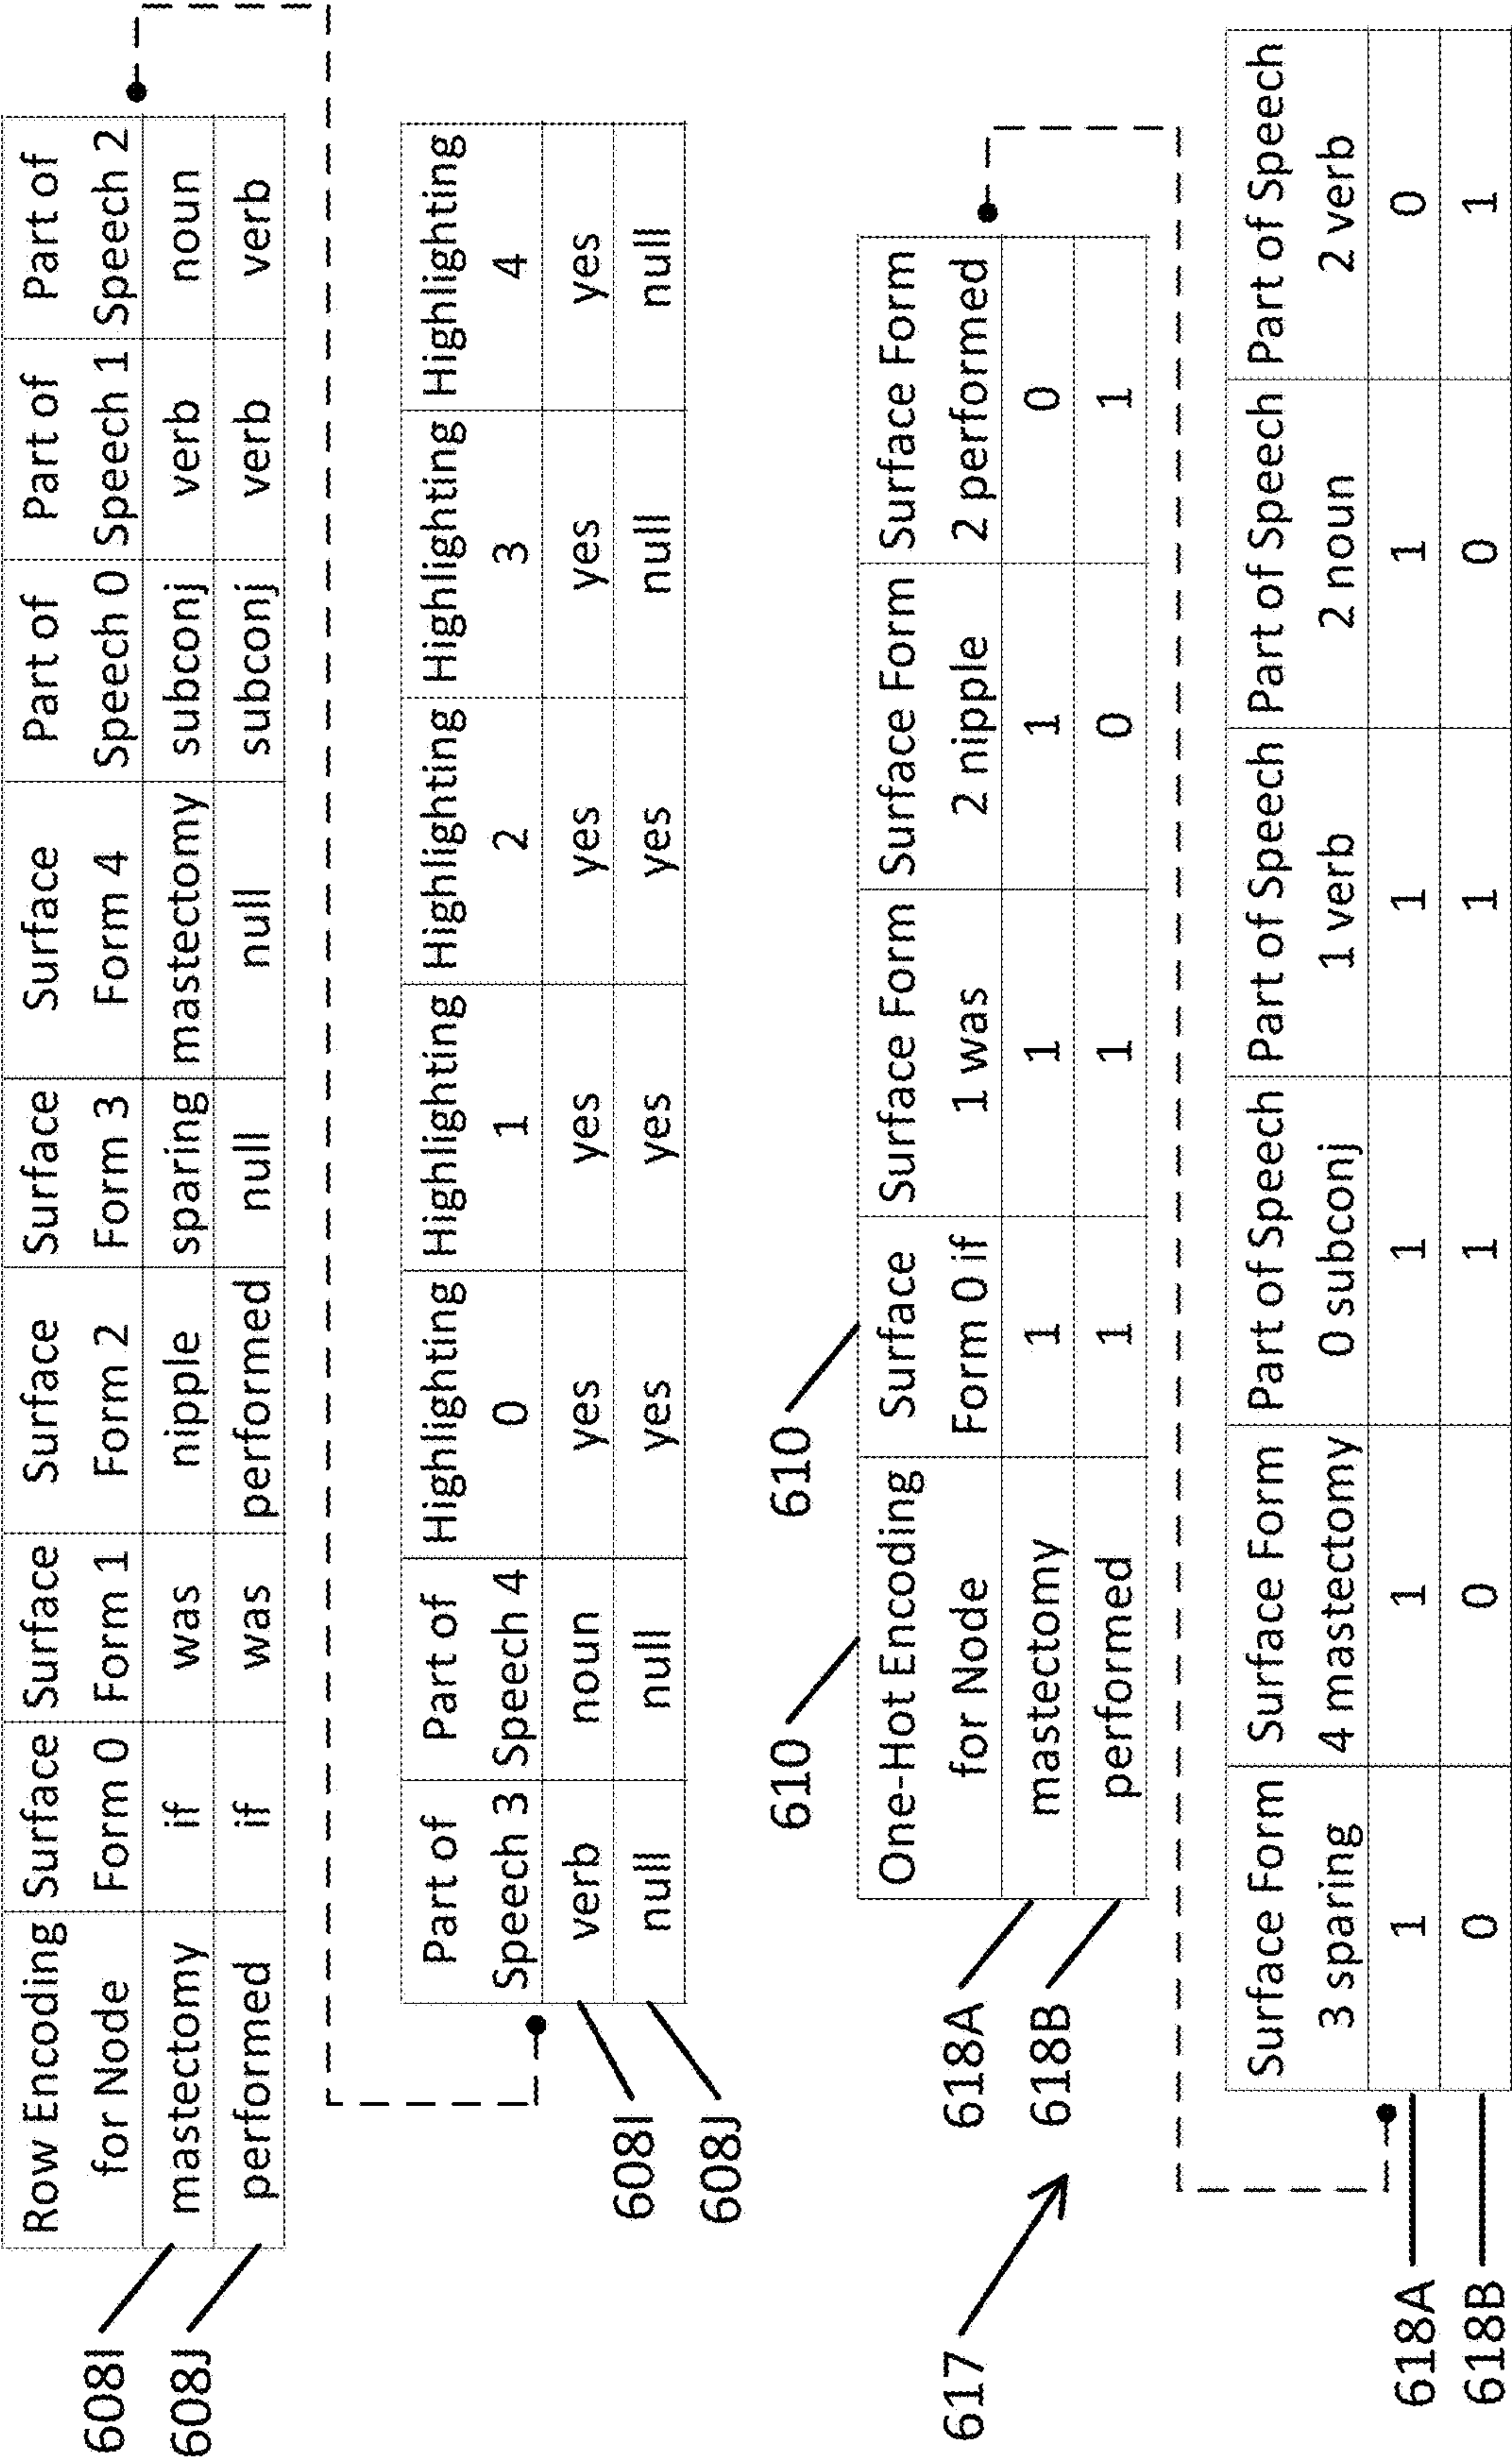 Row Encoding for Node | Surface Form 0 | Surface Form 1 | Surface Form 2 | Surface Form 3 | Surface Form 4 | Part of Speech 0 | Part of Speech 1 | Part of Speech 2
608I mastectomy | if | was | nipple | sparing | mastectomy | subconj | verb | noun
608J performed | if | was | performed | null | null | subconj | verb | verb
Part of Speech 3 | Part of Speech 4 | Highlighting 0 | Highlighting 1 | Highlighting 2 | Highlighting 3 | Highlighting 4
608I verb | noun | yes | yes | yes | yes | yes
608J null | null | yes | yes | yes | null | null
610 610
617
One-Hot Encoding for Node | Surface Form 0 if | Surface Form 1 was | Surface Form 2 nipple | Surface Form 2 performed
618A mastectomy | 1 | 1 | 1 | 0
618B performed | 1 | 1 | 0 | 1
Surface Form 3 sparing | Surface Form 4 mastectomy | Part of Speech 0 subconj | Part of Speech 1 verb | Part of Speech 2 noun | Part of Speech 2 verb
618A 1 | 1 | 1 | 1 | 1 | 0
618B 0 | 0 | 1 | 1 | 0 | 1